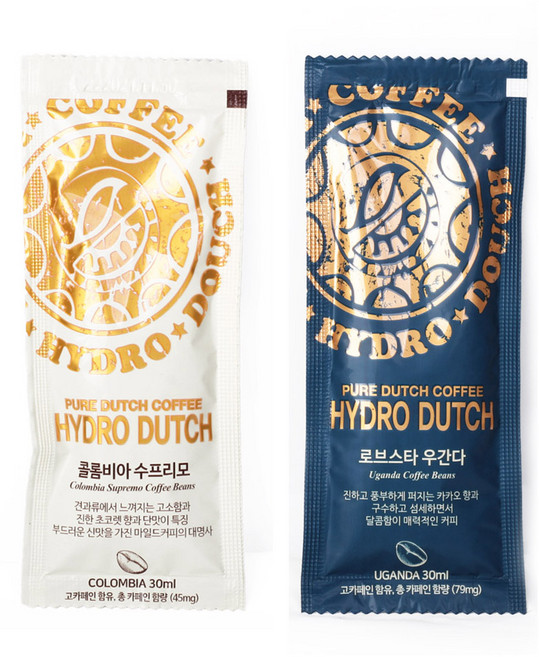 COFFEE
HYDRO ★ DOUCH
PURE DUTCH COFFEE
HYDRO DUTCH
콜롬비아 수프리모
Colombia Supremo Coffee Beans
견과류에서 느껴지는 고소함과
진한 초코렛 향과 단맛이 특징
부드러운 신맛을 가진 마일드커피의 대명사
COLOMBIA 30ml
고카페인 함유, 총 카페인 함량 (45mg)
COFFEE
HYDRO ★ DOUCH
PURE DUTCH COFFEE
HYDRO DUTCH
로브스타 우간다
Uganda Coffee Beans
진하고 풍부하게 퍼지는 카카오 향과
구수하고 섬세하면서
달콤함이 매력적인 커피
UGANDA 30ml
고카페인 함유, 총 카페인 함량 (79mg)